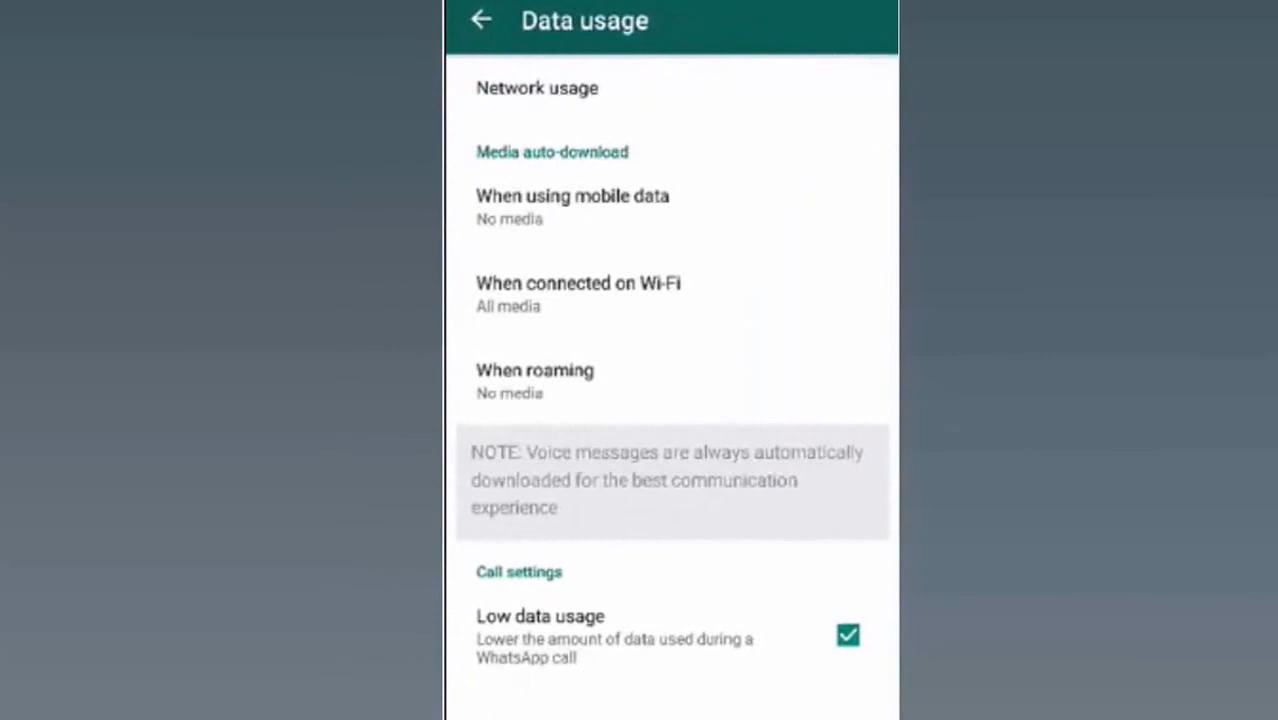 Data usage
Network usage
Media auto-download
When using mobile data
No media
When connected on Wi-Fi
All media
When roaming
No media
NOTE: Voice messages are always automatically
downloaded for the best communication
experience
Call settings
Low data usage
Lower the amount of data used during a
WhatsApp call